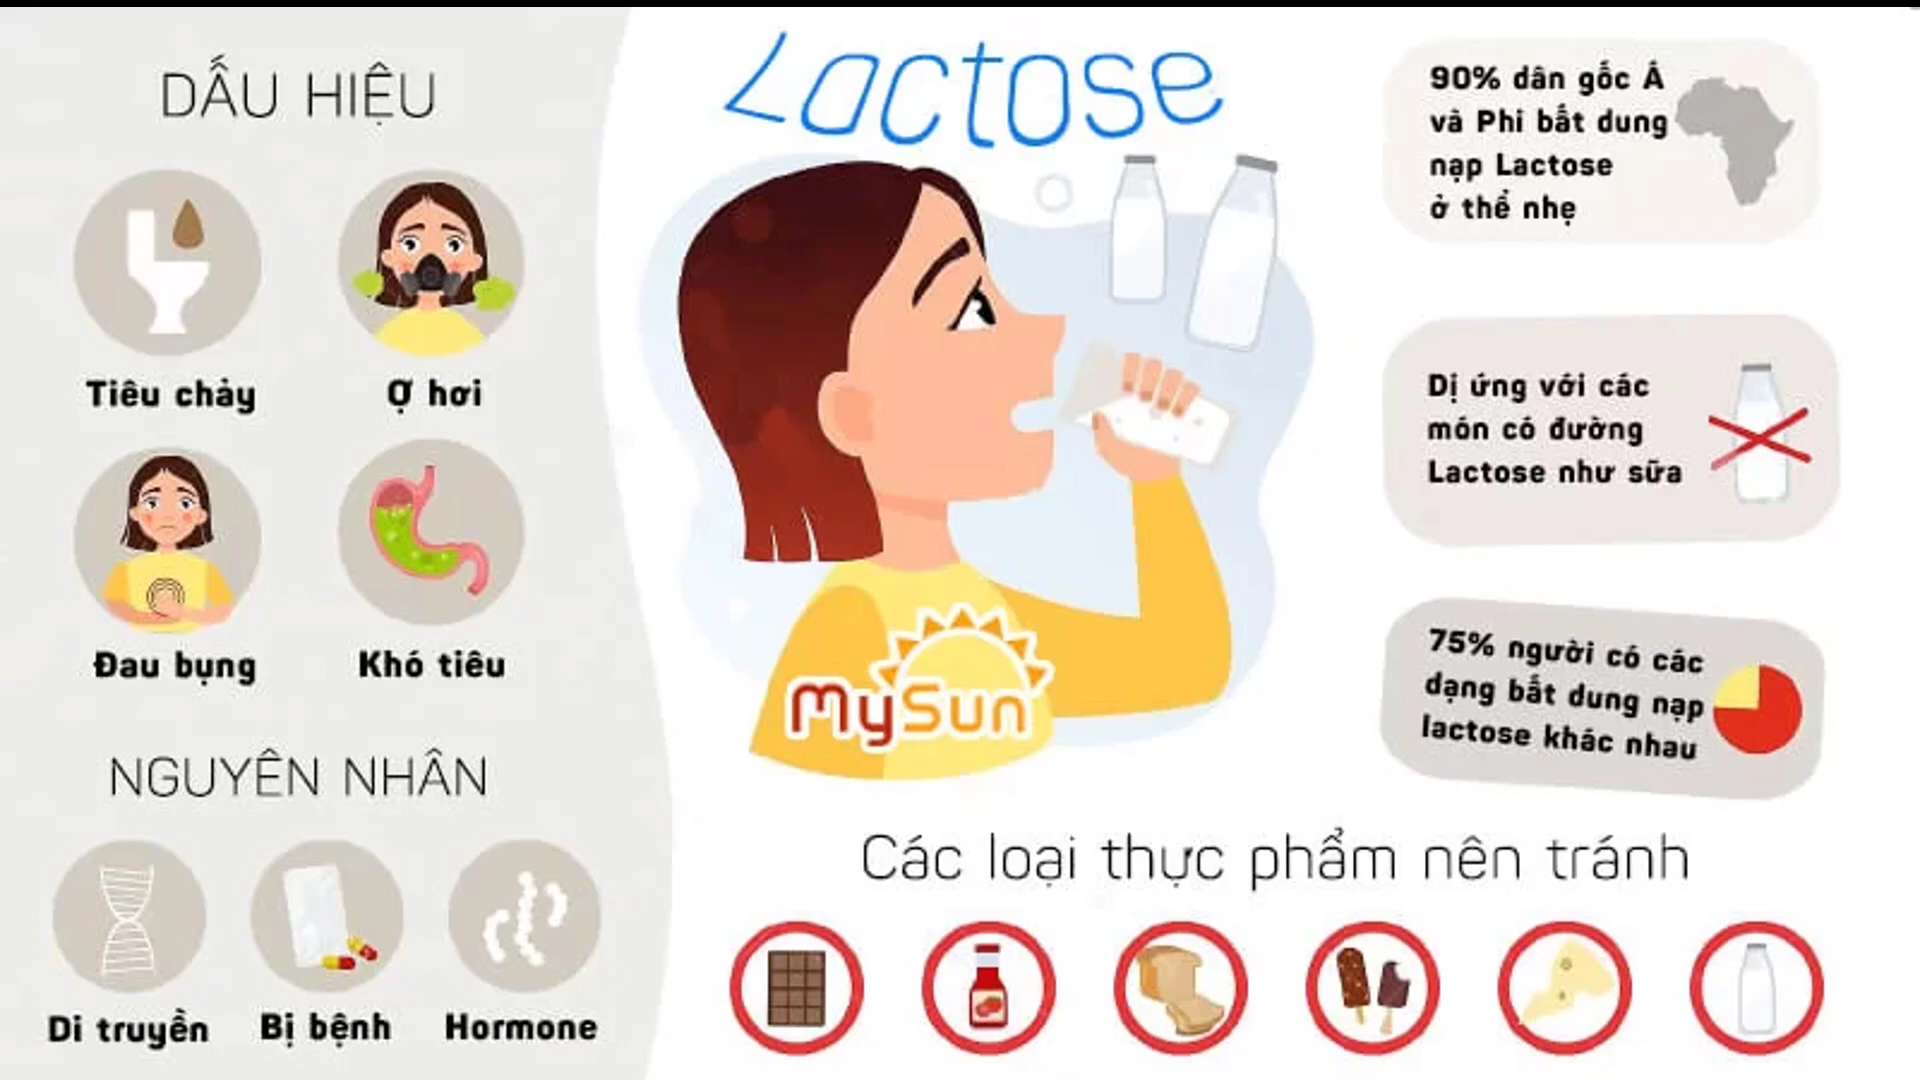 DẤU HIỆU
Tiêu chảy
Ợ hơi
Đau bụng
Khó tiêu
NGUYÊN NHÂN
Di truyền
Bị bệnh
Hormone
Lactose
MySun
90% dân gốc Á
và Phi bất dung
nạp Lactose
ở thể nhẹ
Dị ứng với các
món có đường
Lactose như sữa
75% người có các
dạng bất dung nạp
lactose khác nhau
Các loại thực phẩm nên tránh